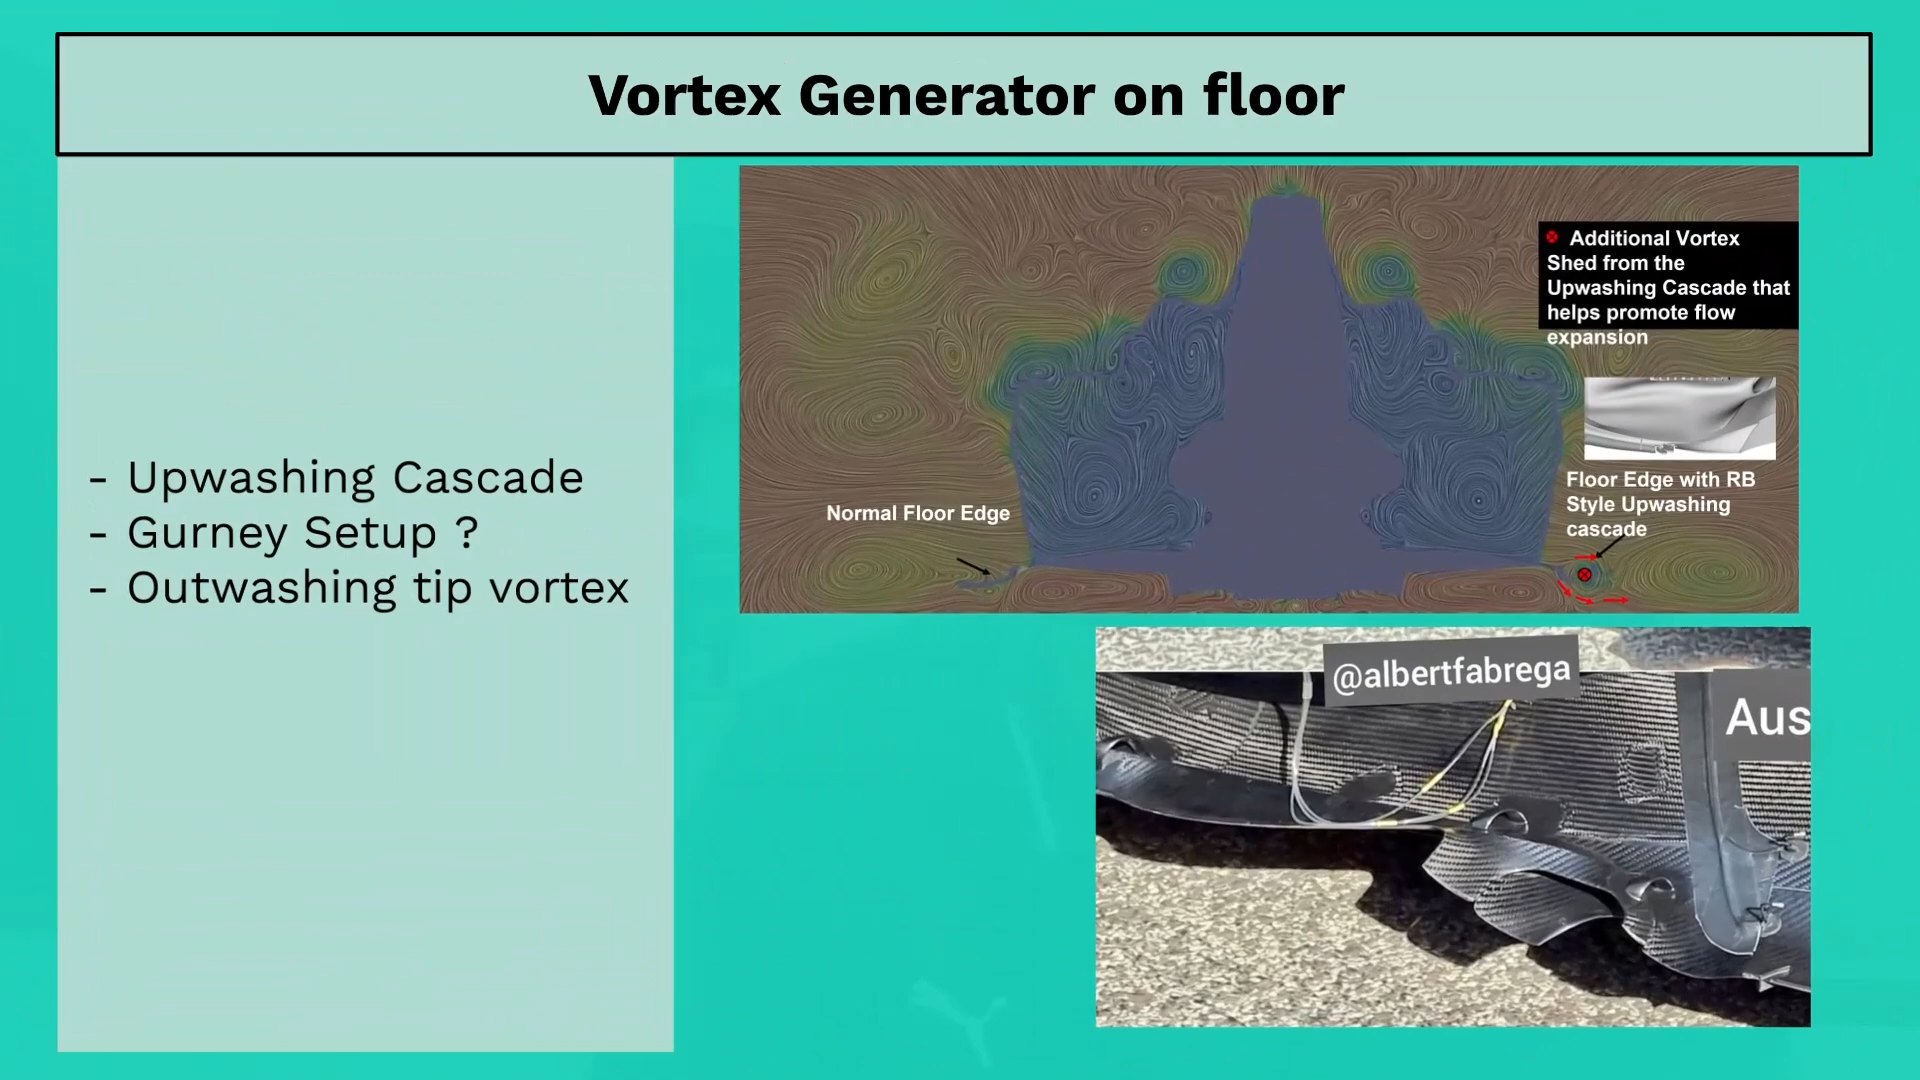 Vortex Generator on floor
- Upwashing Cascade
- Gurney Setup ?
- Outwashing tip vortex
Additional Vortex
Shed from the
Upwashing Cascade that
helps promote flow
expansion
Normal Floor Edge
Floor Edge with RB
Style Upwashing
cascade
@albertfabrega
Aus